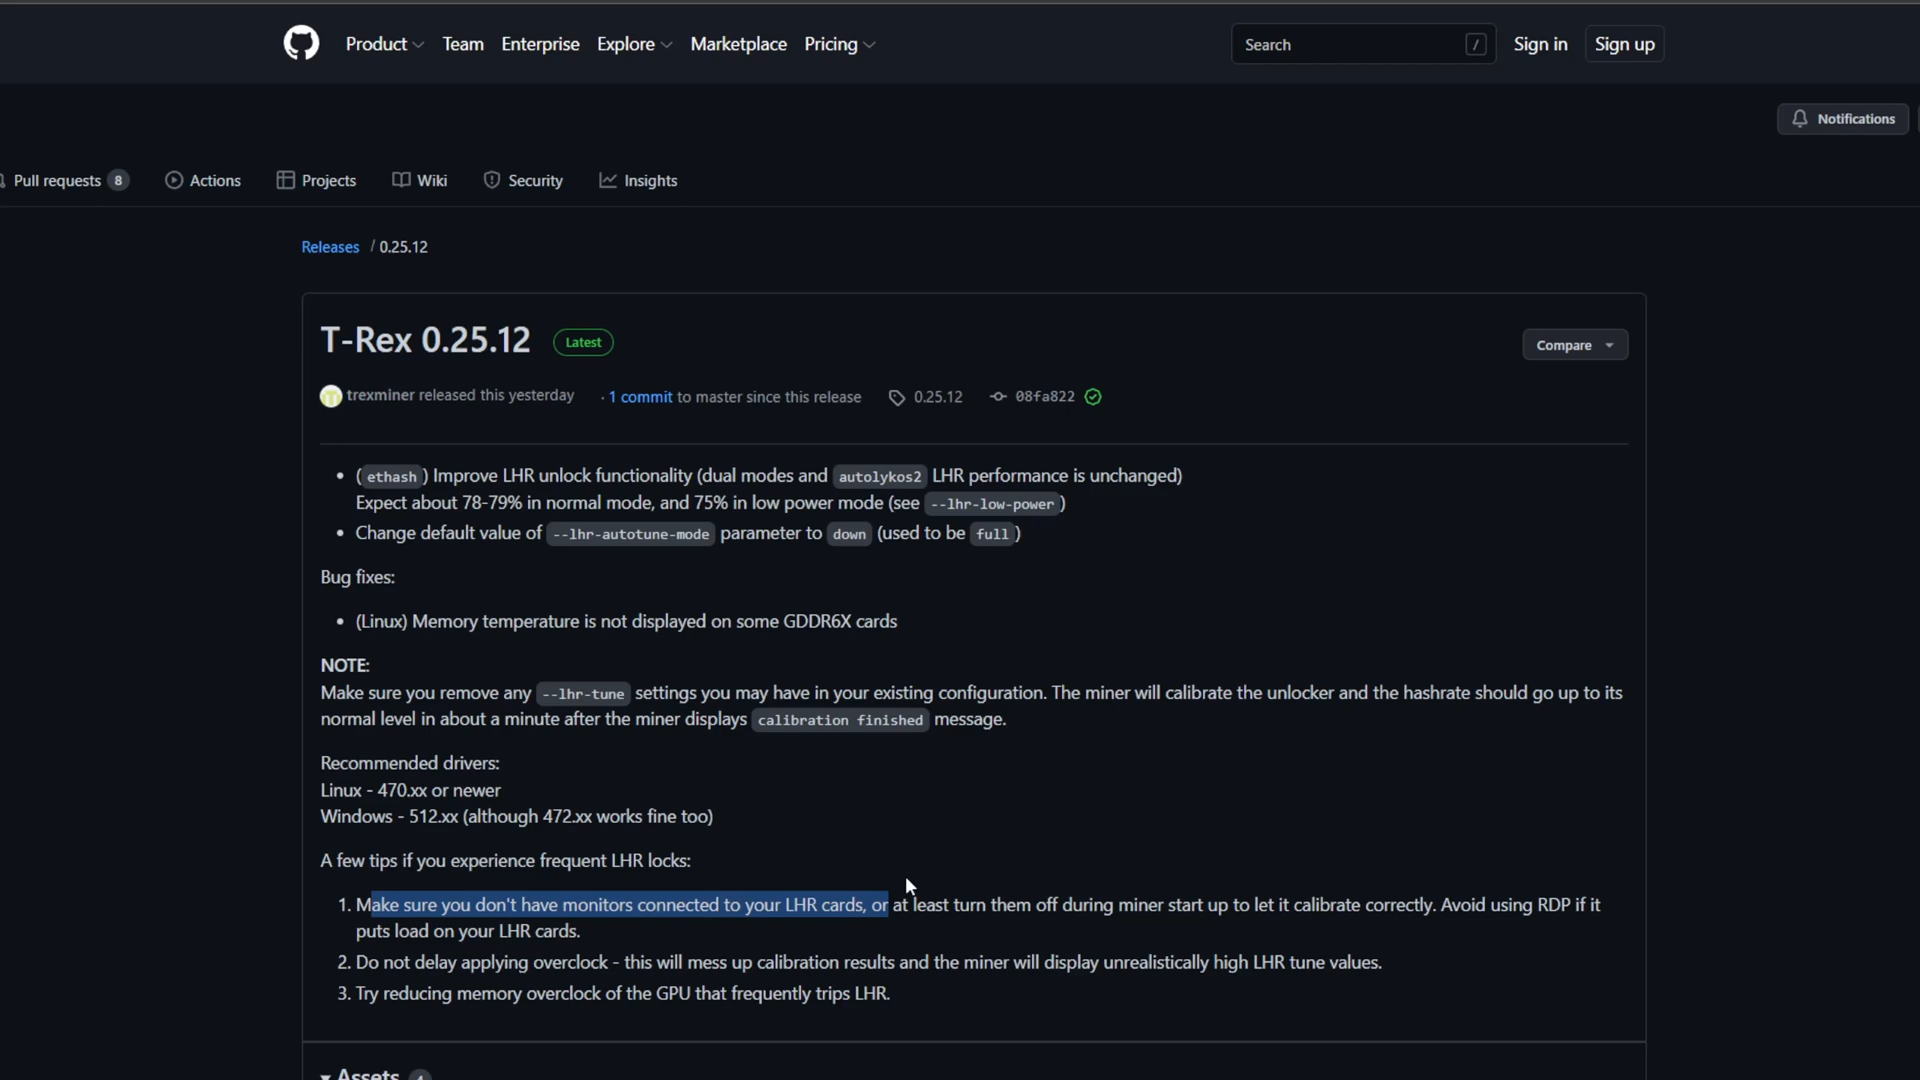 Product Team Enterprise Explore Marketplace Pricing Search / Sign in Sign up
Notifications
Pull requests 8 Actions Projects Wiki Security Insights
Releases / 0.25.12
T-Rex 0.25.12 Latest Compare
trexminer released this yesterday · 1 commit to master since this release 0.25.12 08fa822
• ( ethash ) Improve LHR unlock functionality (dual modes and autolykos2 LHR performance is unchanged)
Expect about 78-79% in normal mode, and 75% in low power mode (see --lhr-low-power )
• Change default value of --lhr-autotune-mode parameter to down (used to be full )
Bug fixes:
• (Linux) Memory temperature is not displayed on some GDDR6X cards
NOTE:
Make sure you remove any --lhr-tune settings you may have in your existing configuration. The miner will calibrate the unlocker and the hashrate should go up to its
normal level in about a minute after the miner displays calibration finished message.
Recommended drivers:
Linux - 470.xx or newer
Windows - 512.xx (although 472.xx works fine too)
A few tips if you experience frequent LHR locks:
1. Make sure you don't have monitors connected to your LHR cards, or at least turn them off during miner start up to let it calibrate correctly. Avoid using RDP if it
puts load on your LHR cards.
2. Do not delay applying overclock - this will mess up calibration results and the miner will display unrealistically high LHR tune values.
3. Try reducing memory overclock of the GPU that frequently trips LHR.
Assets